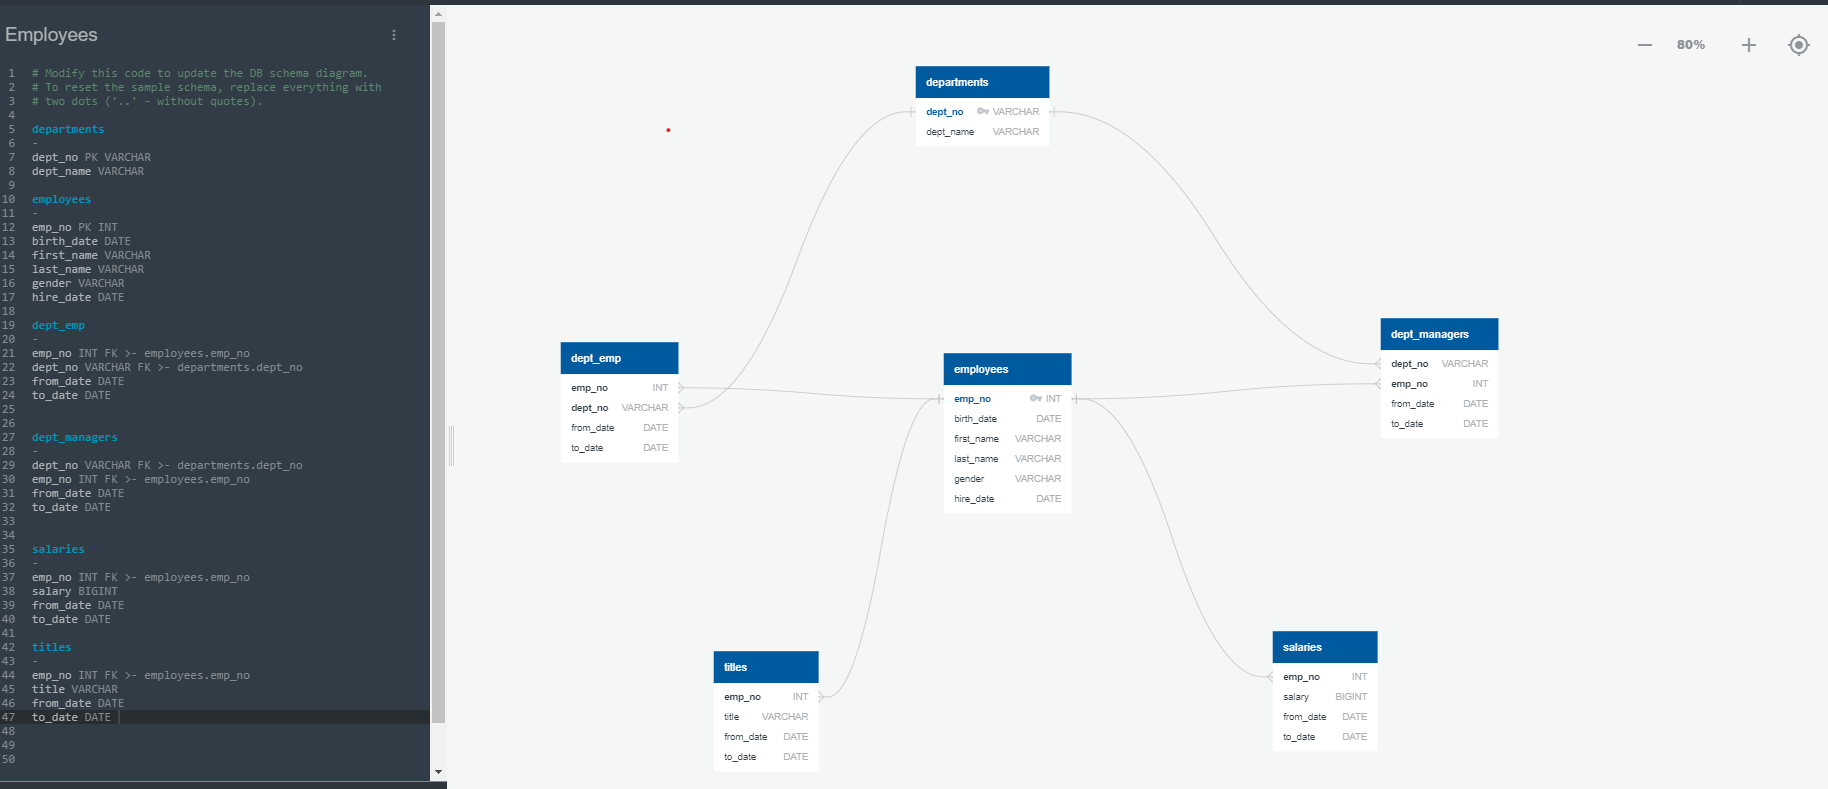 Employees
1 # Modify this code to update the DB schema diagram.
2 # To reset the sample schema, replace everything with
3 # two dots ('..' - without quotes).
4
5 departments
6 -
7 dept_no PK VARCHAR
8 dept_name VARCHAR
9
10 employees
11 -
12 emp_no PK INT
13 birth_date DATE
14 first_name VARCHAR
15 last_name VARCHAR
16 gender VARCHAR
17 hire_date DATE
18
19 dept_emp
20 -
21 emp_no INT FK >- employees.emp_no
22 dept_no VARCHAR FK >- departments.dept_no
23 from_date DATE
24 to_date DATE
25
26
27 dept_managers
28 -
29 dept_no VARCHAR FK >- departments.dept_no
30 emp_no INT FK >- employees.emp_no
31 from_date DATE
32 to_date DATE
33
34
35 salaries
36 -
37 emp_no INT FK >- employees.emp_no
38 salary BIGINT
39 from_date DATE
40 to_date DATE
41
42 titles
43 -
44 emp_no INT FK >- employees.emp_no
45 title VARCHAR
46 from_date DATE
47 to_date DATE
48
49
50
80%
departments
dept_no VARCHAR
dept_name VARCHAR
dept_emp
emp_no INT
dept_no VARCHAR
from_date DATE
to_date DATE
employees
emp_no INT
birth_date DATE
first_name VARCHAR
last_name VARCHAR
gender VARCHAR
hire_date DATE
dept_managers
dept_no VARCHAR
emp_no INT
from_date DATE
to_date DATE
titles
emp_no INT
title VARCHAR
from_date DATE
to_date DATE
salaries
emp_no INT
salary BIGINT
from_date DATE
to_date DATE